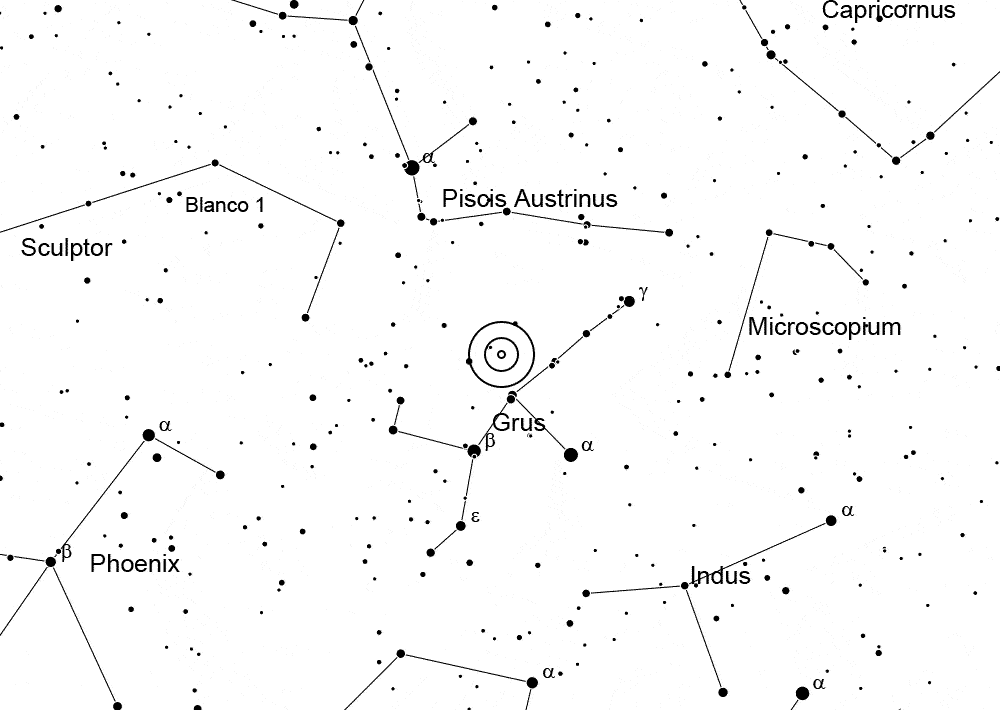 Capricornus
α
Pisois Austrinus
Blanco 1
Sculptor
γ
Microscopium
Grus
α
β
α
ε
α
β
Phoenix
Indus
α
α